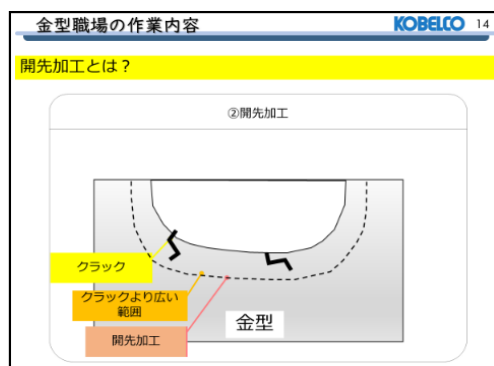 金型職場の作業内容
KOBELCO 14
開先加工とは？
②開先加工
クラック
クラックより広い
範囲
開先加工
金型